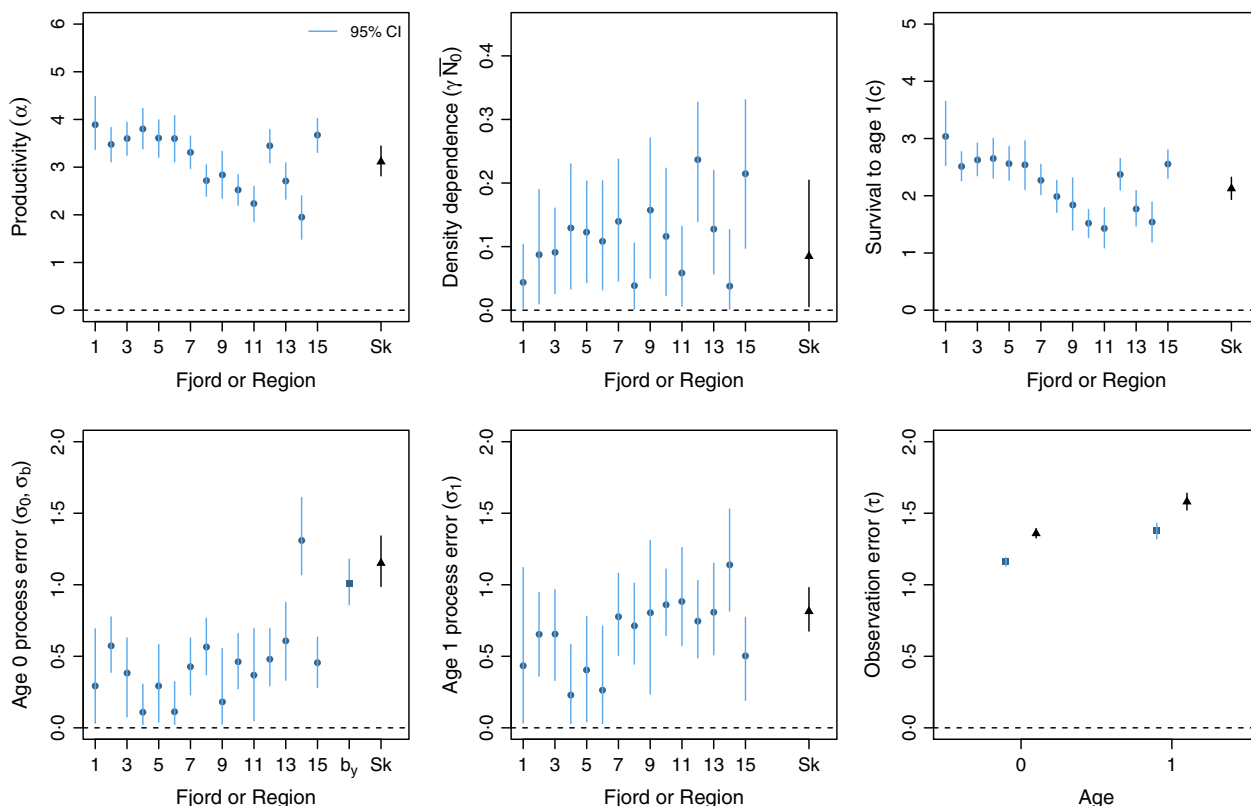 Productivity (α)
0 1 2 3 4 5 6
95% CI
1 3 5 7 9 11 13 15 Sk
Fjord or Region
Density dependence (γ N̅₀)
0·0 0·1 0·2 0·3 0·4
1 3 5 7 9 11 13 15 Sk
Fjord or Region
Survival to age 1(c)
0 1 2 3 4 5
1 3 5 7 9 11 13 15 Sk
Fjord or Region
Age 0 process error (σ₀, σb)
0·0 0·5 1·0 1·5 2·0
1 3 5 7 9 11 13 15 by Sk
Fjord or Region
Age 1 process error (σ₁)
0·0 0·5 1·0 1·5 2·0
1 3 5 7 9 11 13 15 Sk
Fjord or Region
Observation error (τ)
0·0 0·5 1·0 1·5 2·0
0 1
Age